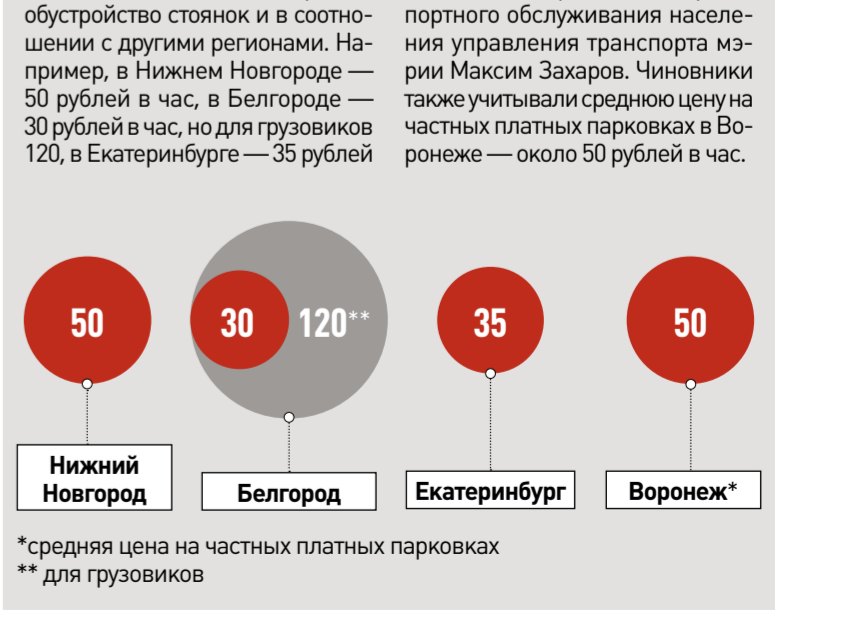 обустройство стоянок и в соотно-
шении с другими регионами. На-
пример, в Нижнем Новгороде —
50 рублей в час, в Белгороде —
30 рублей в час, но для грузовиков
120, в Екатеринбурге — 35 рублей
портного обслуживания населе-
ния управления транспорта мэ-
рии Максим Захаров. Чиновники
также учитывали среднюю цену на
частных платных парковках в Во-
ронеже — около 50 рублей в час.
50
30
120**
35
50
Нижний
Новгород
Белгород
Екатеринбург
Воронеж*
*средняя цена на частных платных парковках
** для грузовиков